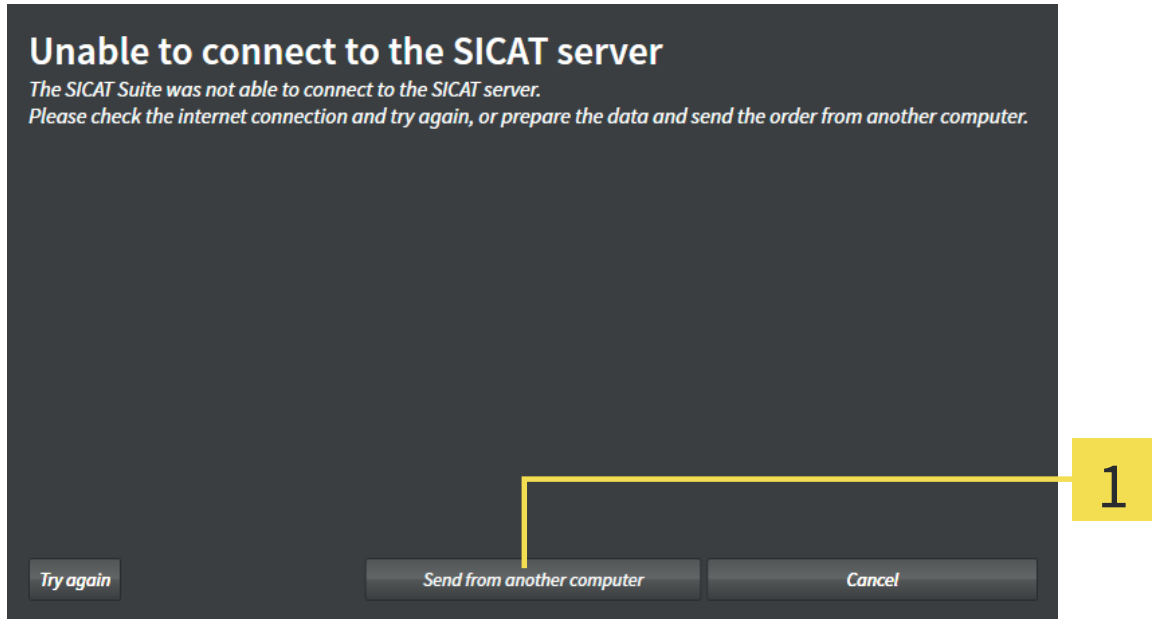 Unable to connect to the SICAT server
The SICAT Suite was not able to connect to the SICAT server.
Please check the internet connection and try again, or prepare the data and send the order from another computer.
1
Try again
Send from another computer
Cancel